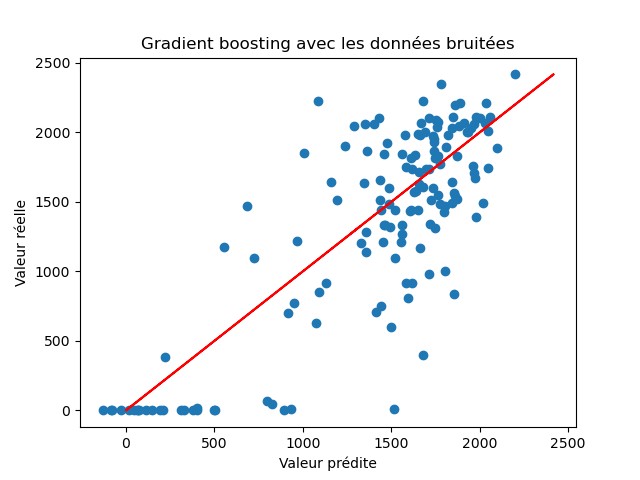 Gradient boosting avec les données bruitées
2500
2000
1500
1000
500
0
Valeur réelle
0 500 1000 1500 2000 2500
Valeur prédite